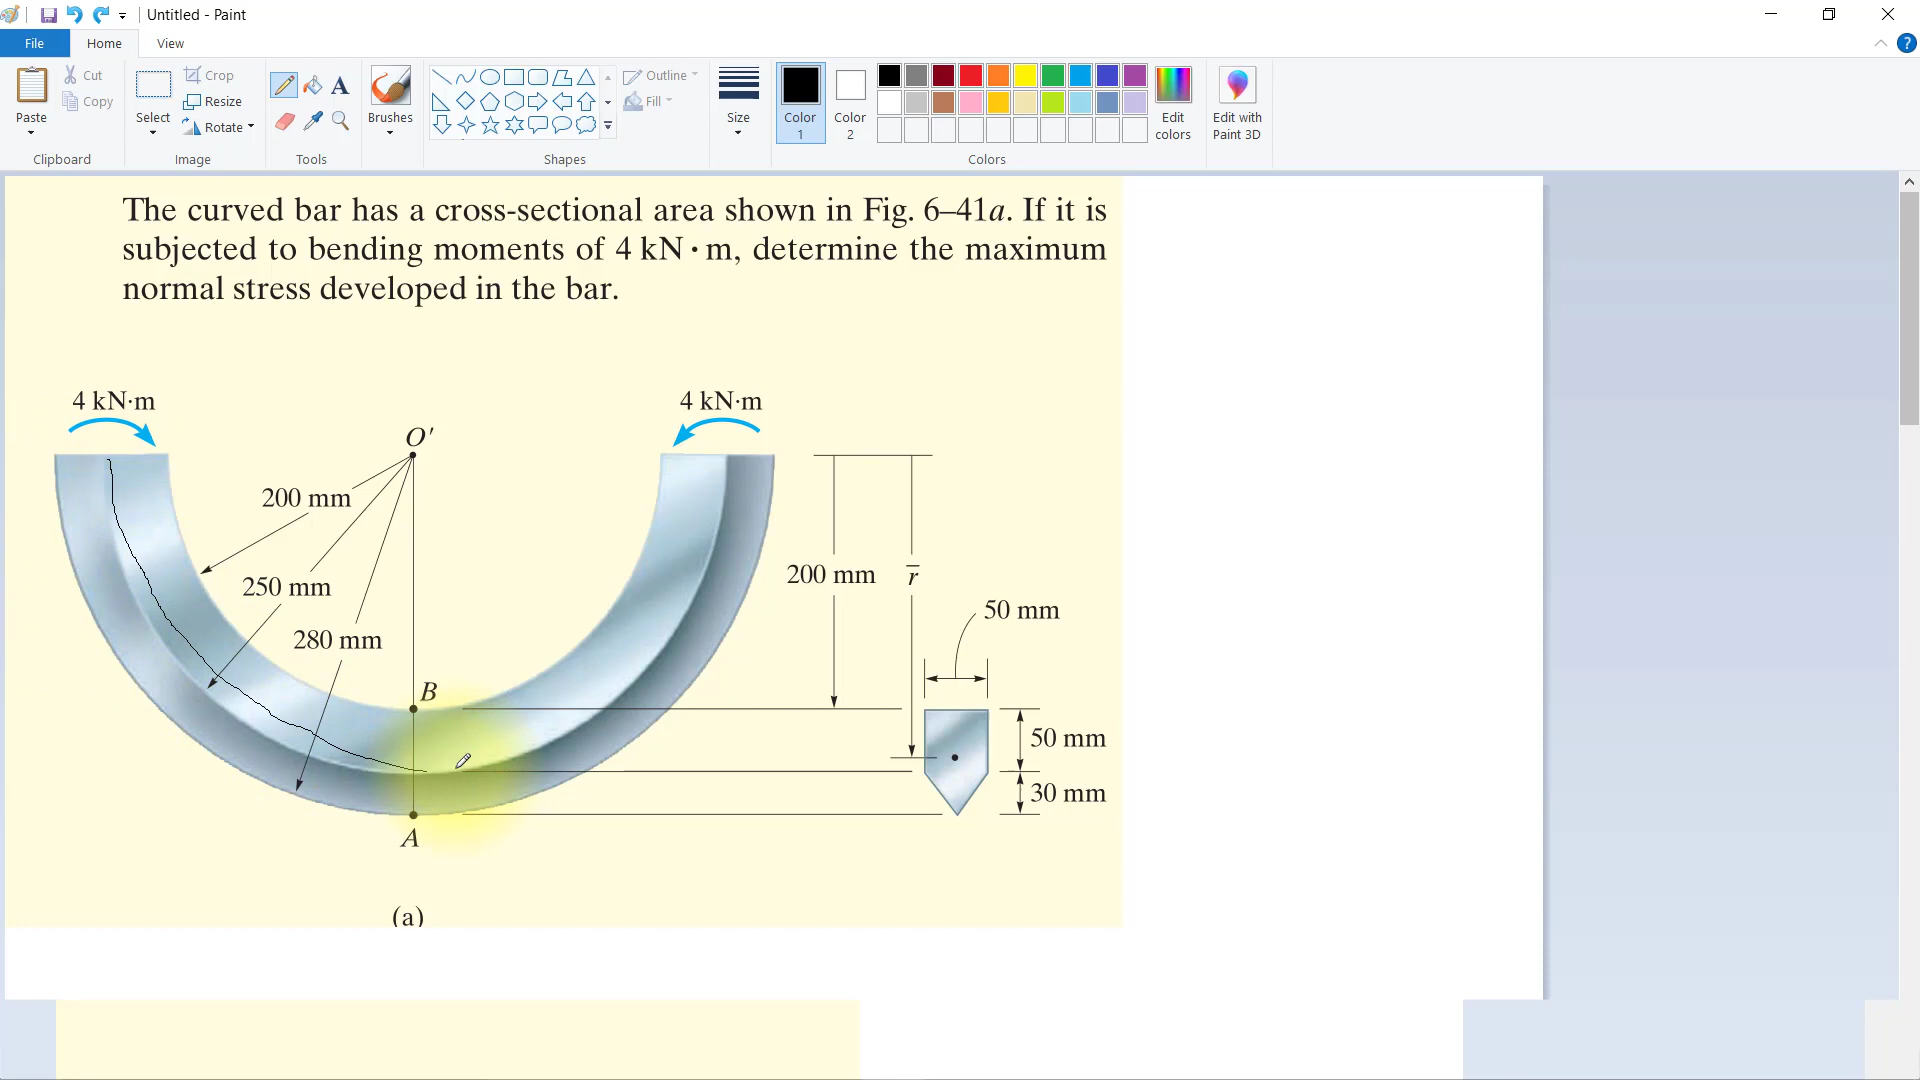 Untitled - Paint
File Home View
Paste
Cut
Copy
Clipboard
Select
Crop
Resize
Rotate
Image
A
Tools
Brushes
Shapes
Outline
Fill
Size
Color 1
Color 2
Colors
Edit colors
Edit with Paint 3D
?
The curved bar has a cross-sectional area shown in Fig. 6–41a. If it is
subjected to bending moments of 4 kN · m, determine the maximum
normal stress developed in the bar.
4 kN·m
4 kN·m
O'
200 mm
250 mm
280 mm
B
A
200 mm
r̅
50 mm
50 mm
30 mm
(a)